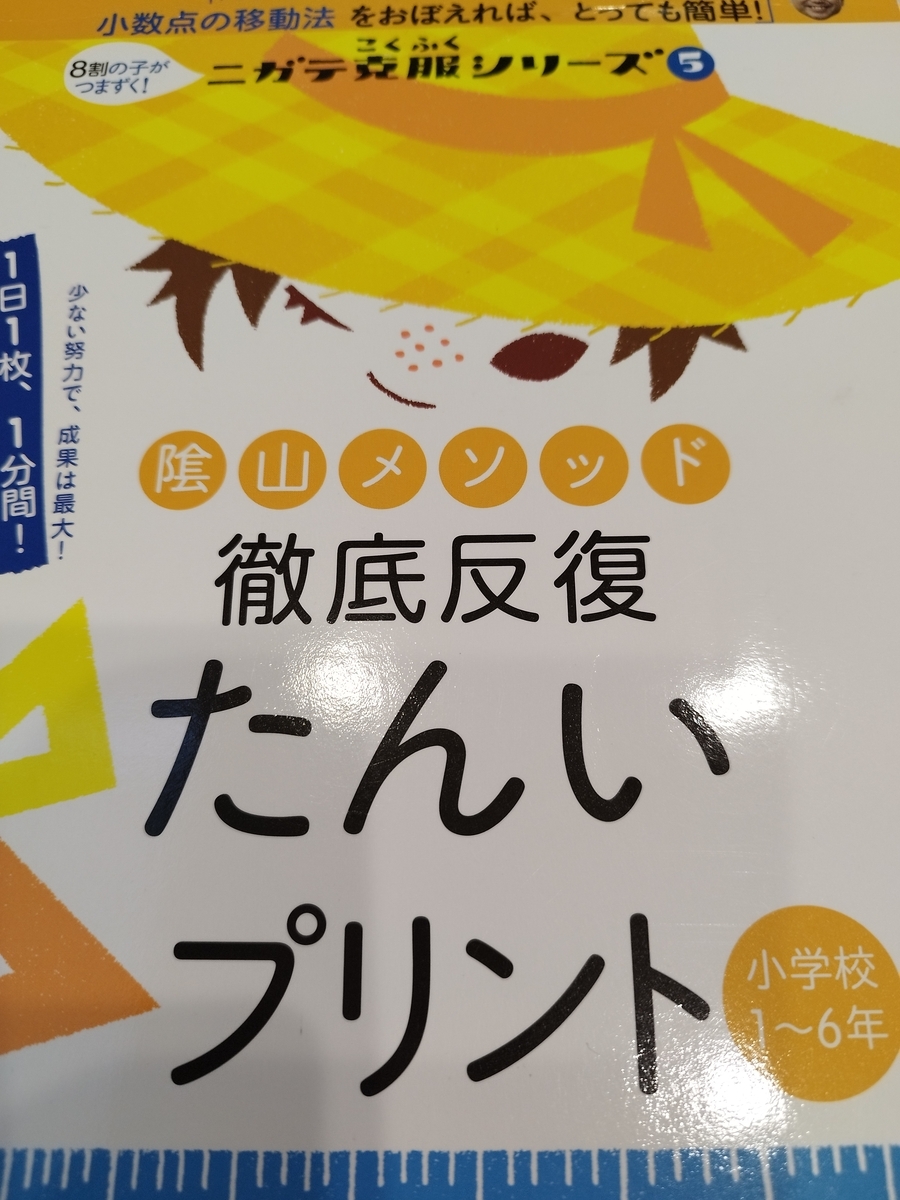 小数点の移動法をおぼえれば、とっても簡単!
8割の子が
つまずく!
こくふく
ニガテ克服シリーズ5
1日1枚、1分間!
少ない努力で、成果は最大!
陰山メソッド
徹底反復
たんい
プリント
小学校
1～6年